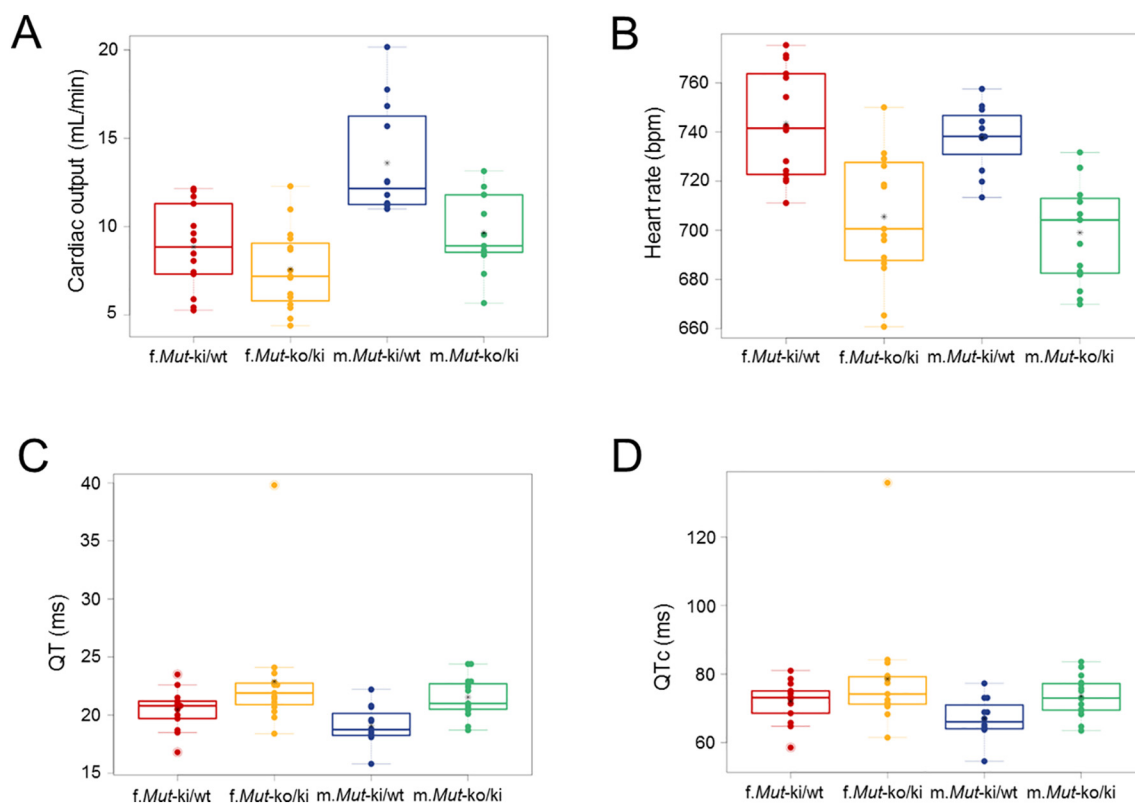 A
Cardiac output (mL/min)
20
15
10
5
f.Mut-ki/wt f.Mut-ko/ki m.Mut-ki/wt m.Mut-ko/ki
B
Heart rate (bpm)
760
740
720
700
680
660
f.Mut-ki/wt f.Mut-ko/ki m.Mut-ki/wt m.Mut-ko/ki
C
QT (ms)
40
35
30
25
20
15
f.Mut-ki/wt f.Mut-ko/ki m.Mut-ki/wt m.Mut-ko/ki
D
QTc (ms)
120
100
80
60
f.Mut-ki/wt f.Mut-ko/ki m.Mut-ki/wt m.Mut-ko/ki